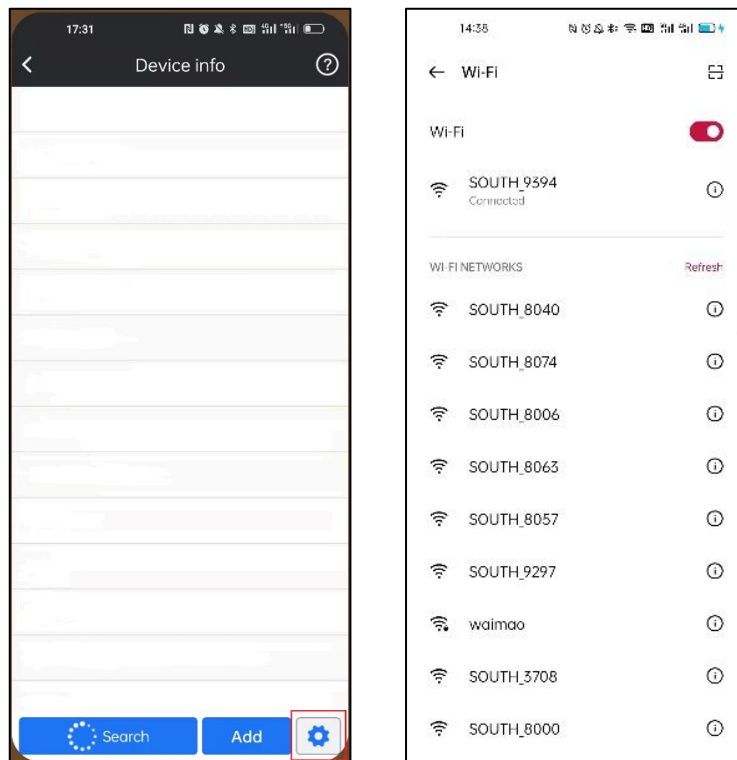 17:31
Device info
Search
Add
14:38
Wi-Fi
Wi-Fi
SOUTH_9394
Connected
WI-FI NETWORKS
Refresh
SOUTH_8040
SOUTH_8074
SOUTH_8006
SOUTH_8063
SOUTH_8057
SOUTH_9297
waimao
SOUTH_3708
SOUTH_8000